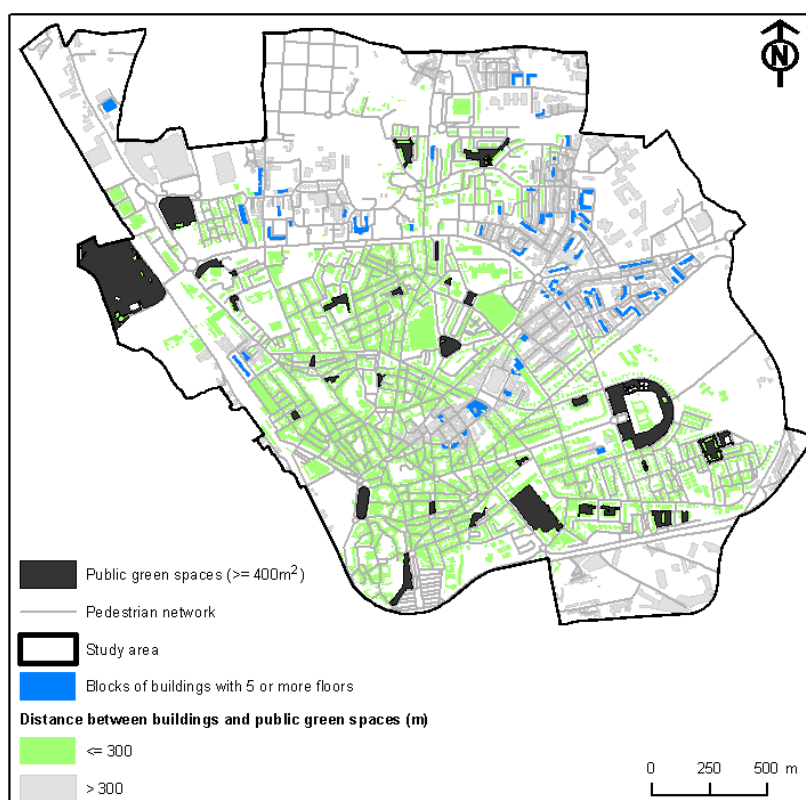 N
Public green spaces (>= 400m²)
Pedestrian network
Study area
Blocks of buildings with 5 or more floors
Distance between buildings and public green spaces (m)
<= 300
> 300
0 250 500 m